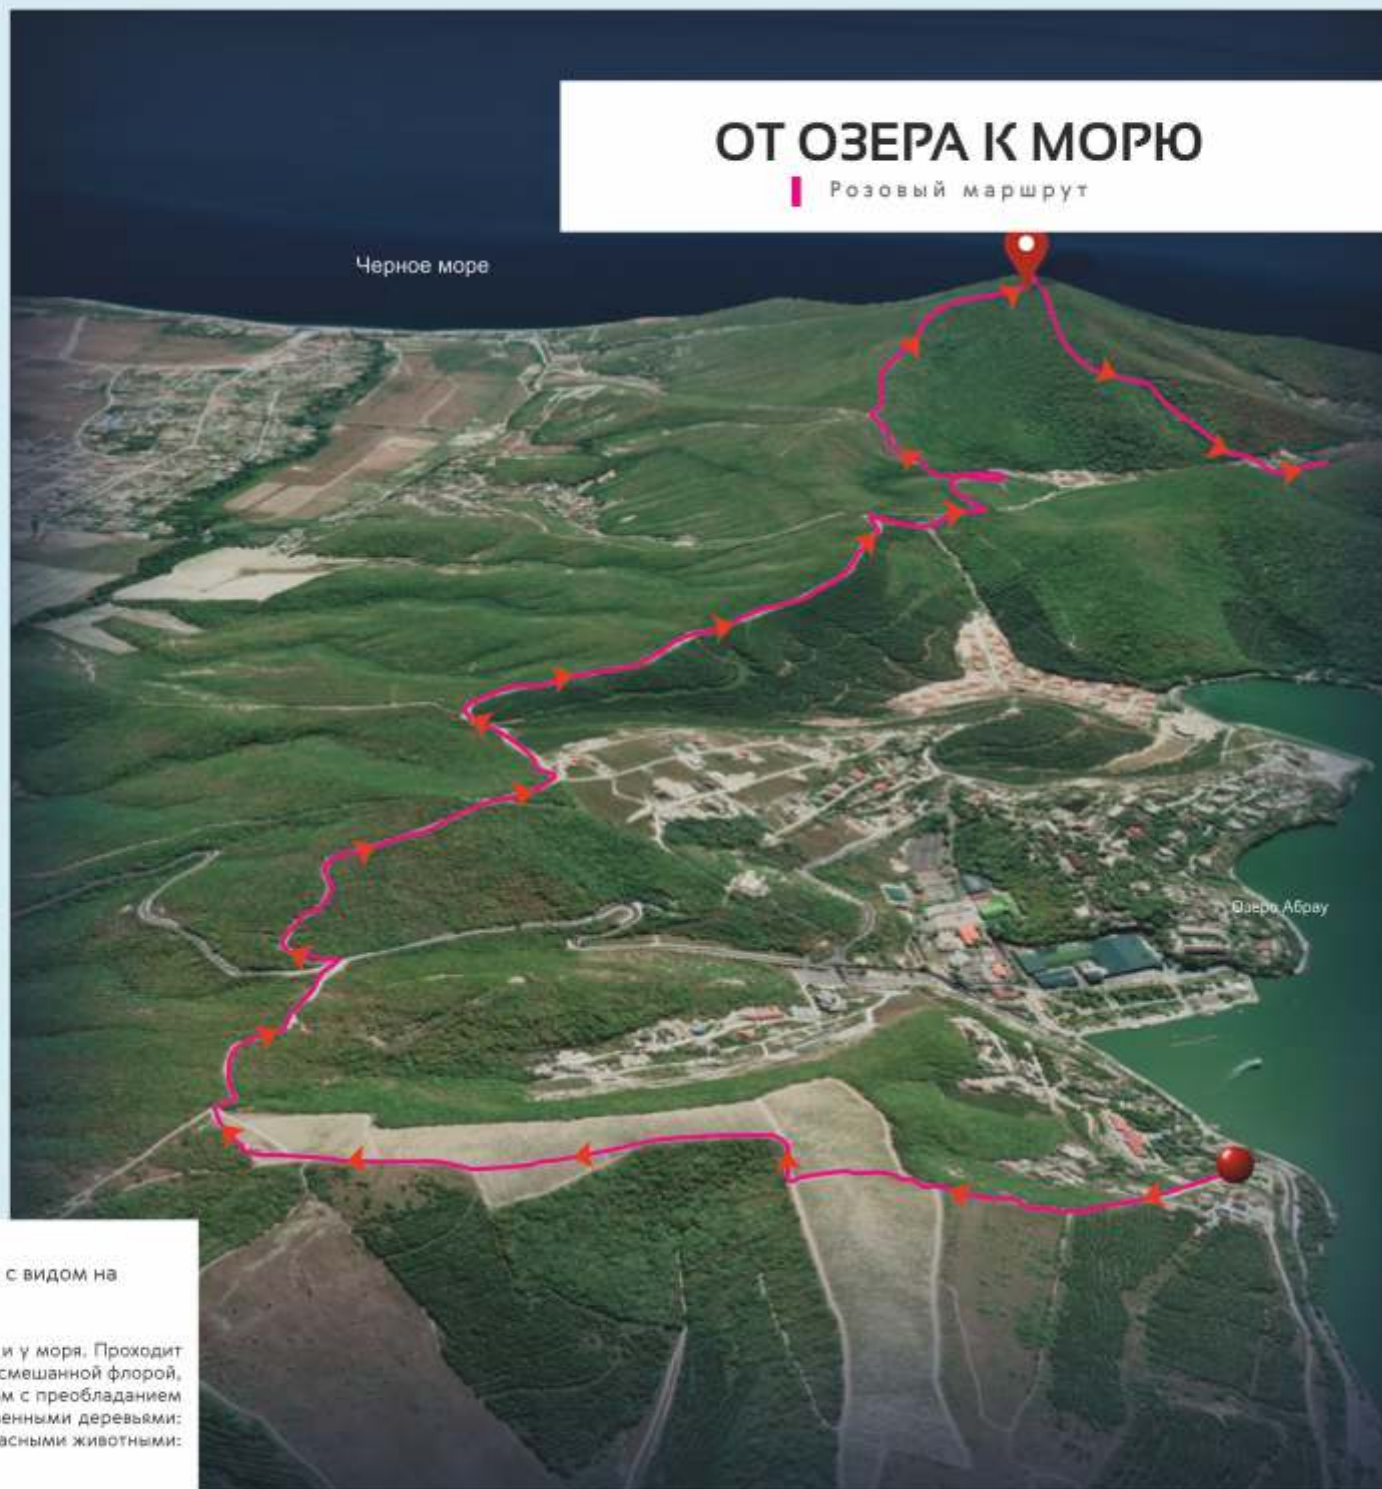 ОТ ОЗЕРА К МОРЮ
Розовый маршрут
Черное море
Озеро Абрау
с видом на
и у моря. Проходит
смешанной флорой,
м с преобладанием
енными деревьями:
асными животными: